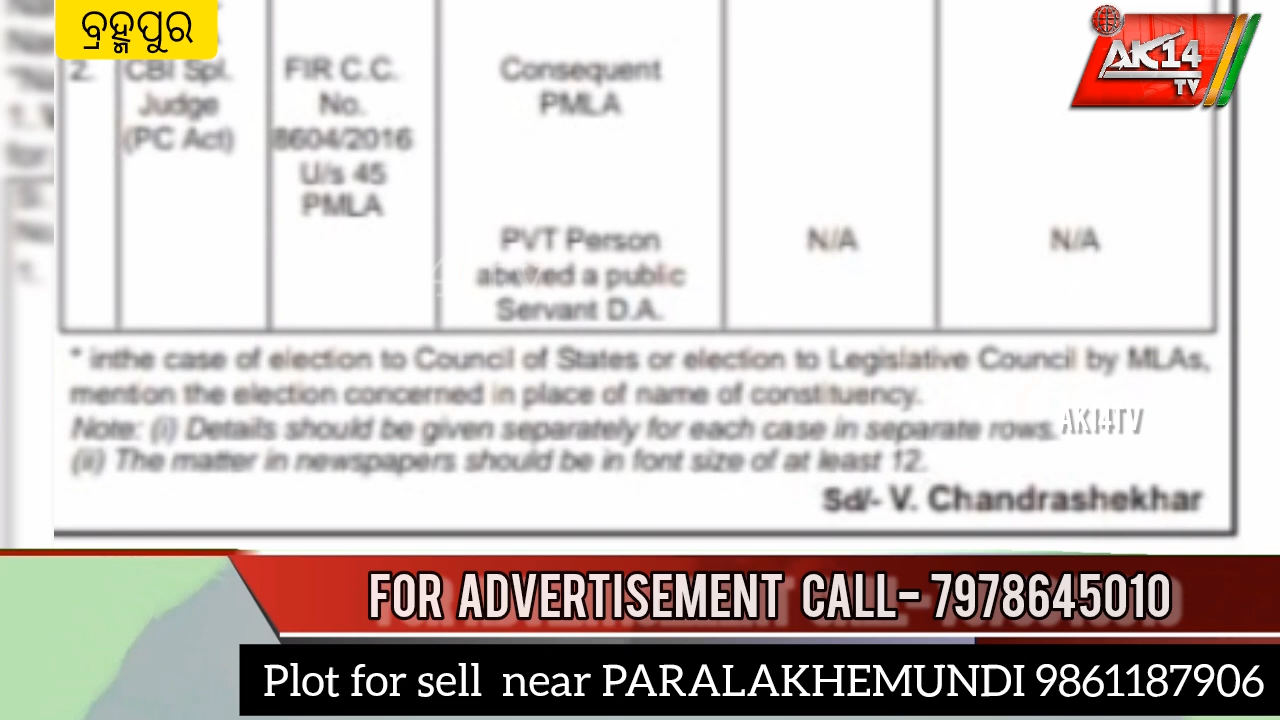 ବ୍ରହ୍ମପୁର
AK14
TV
2. CBI Spl. FIR C.C. Consequent
Judge No. PMLA
(PC Act) 8604/2016
U/s 45
PMLA
PVT Person N/A N/A
abetted a public
Servant D.A.
* inthe case of election to Council of States or election to Legislative Council by MLAs,
mention the election concerned in place of name of constituency.
Note: (i) Details should be given separately for each case in separate rows.
AK14TV
(ii) The matter in newspapers should be in font size of at least 12.
Sd/- V. Chandrashekhar
FOR ADVERTISEMENT CALL- 7978645010
Plot for sell near PARALAKHEMUNDI 9861187906